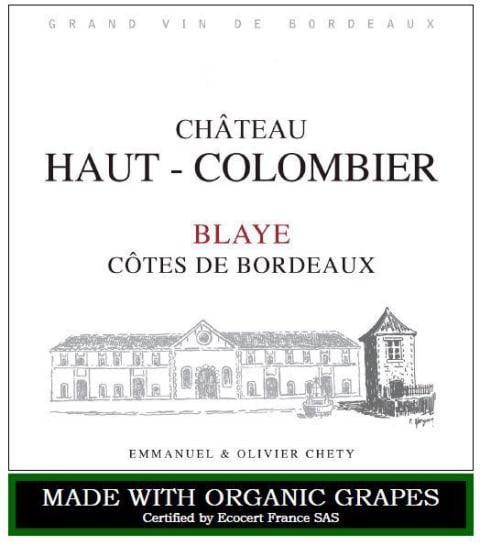 GRAND VIN DE BORDEAUX
CHÂTEAU
HAUT - COLOMBIER
BLAYE
CÔTES DE BORDEAUX
EMMANUEL & OLIVIER CHETY
MADE WITH ORGANIC GRAPES
Certified by Ecocert France SAS